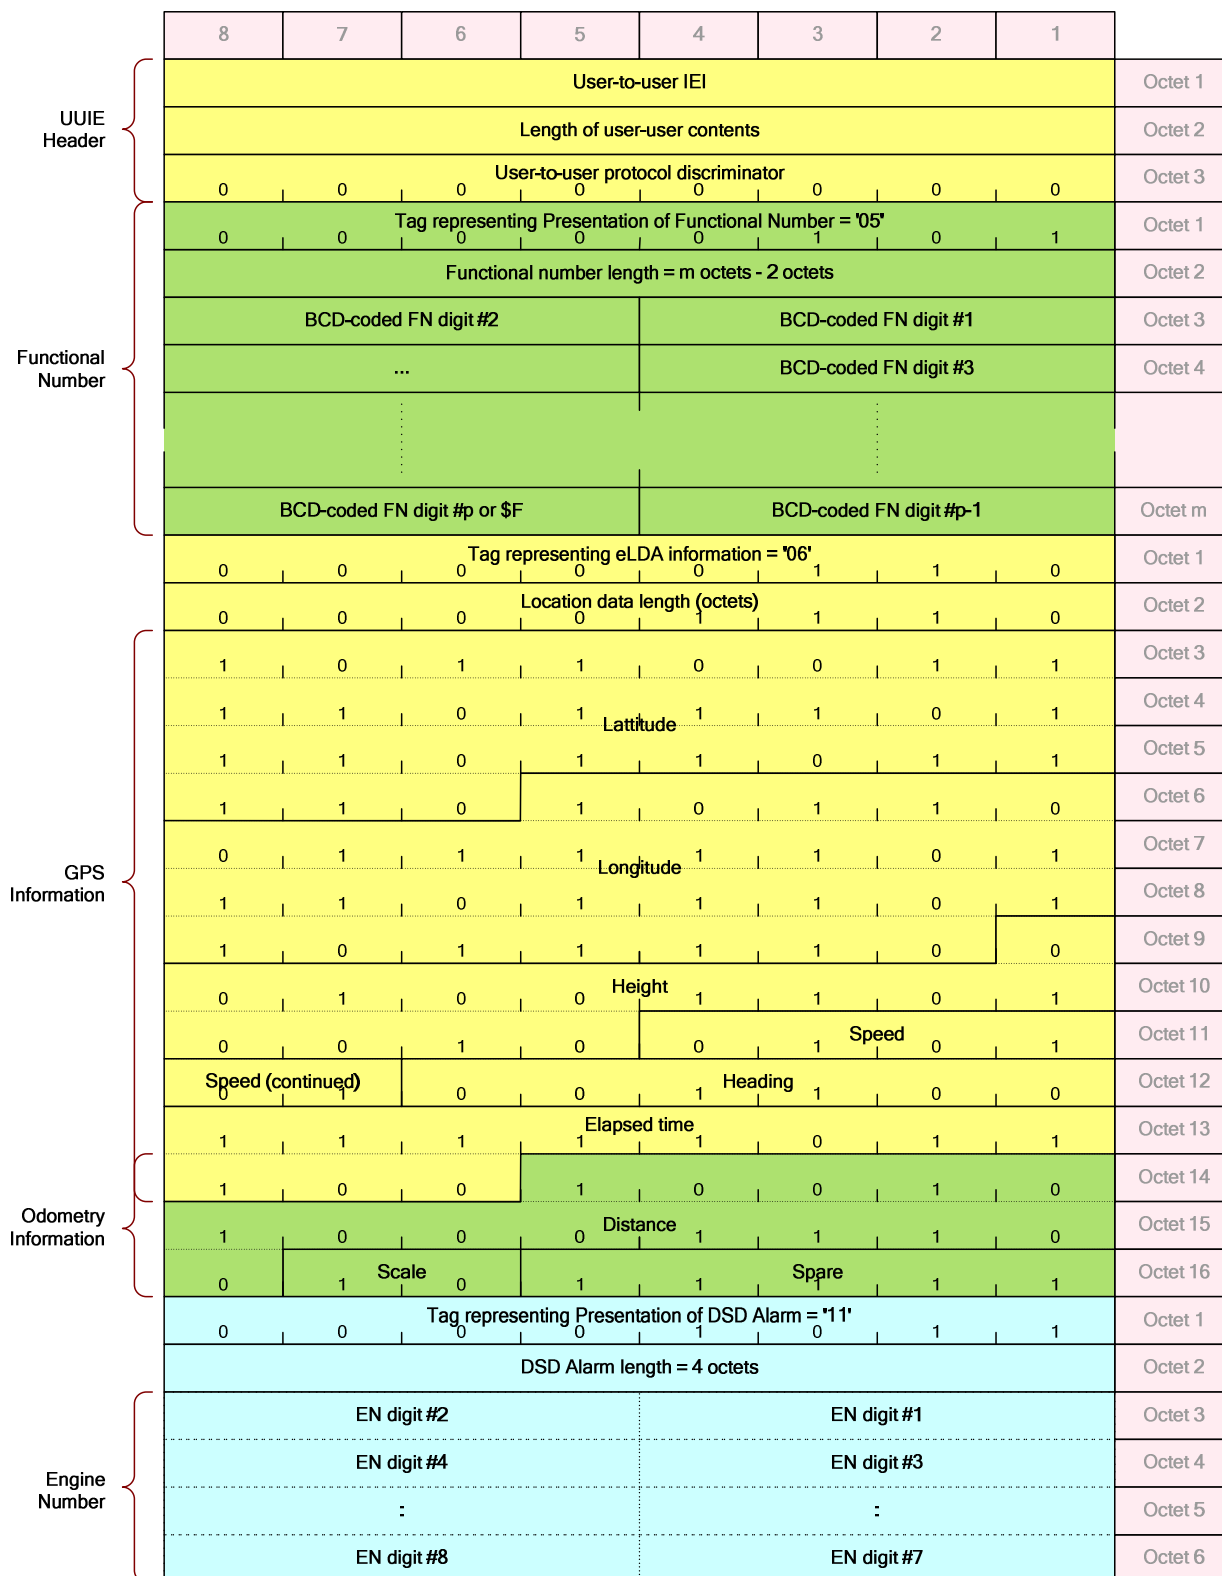 8 7 6 5 4 3 2 1
User-to-user IEI Octet 1
UUIE
Header
Length of user-user contents Octet 2
User-to-user protocol discriminator Octet 3
0 0 0 0 0 0 0 0
Tag representing Presentation of Functional Number = '05' Octet 1
0 0 0 0 0 1 0 1
Functional number length = m octets - 2 octets Octet 2
BCD-coded FN digit #2 BCD-coded FN digit #1 Octet 3
Functional
Number
... BCD-coded FN digit #3 Octet 4
BCD-coded FN digit #p or $F BCD-coded FN digit #p-1 Octet m
Tag representing eLDA information = '06' Octet 1
0 0 0 0 0 1 1 0
Location data length (octets) Octet 2
0 0 0 0 1 1 1 0
GPS
Information
1 0 1 1 0 0 1 1 Octet 3
1 1 0 1 1 1 0 1 Octet 4
Lattitude
1 1 0 1 1 0 1 1 Octet 5
1 1 0 1 0 1 1 0 Octet 6
0 1 1 1 1 1 0 1 Octet 7
Longitude
1 1 0 1 1 1 0 1 Octet 8
1 0 1 1 1 1 0 0 Octet 9
Height Octet 10
0 1 0 0 1 1 0 1
Speed Octet 11
0 0 1 0 0 1 0 1
Speed (continued) Heading Octet 12
0 1 0 0 1 1 0 0
Elapsed time Octet 13
1 1 1 1 1 0 1 1
1 0 0 1 0 0 1 0 Octet 14
Odometry
Information
Distance Octet 15
1 0 0 0 1 1 1 0
Scale Spare Octet 16
0 1 0 1 1 1 1 1
Tag representing Presentation of DSD Alarm = '11' Octet 1
0 0 0 0 1 0 1 1
DSD Alarm length = 4 octets Octet 2
EN digit #2 EN digit #1 Octet 3
EN digit #4 EN digit #3 Octet 4
Engine
Number
: : Octet 5
EN digit #8 EN digit #7 Octet 6